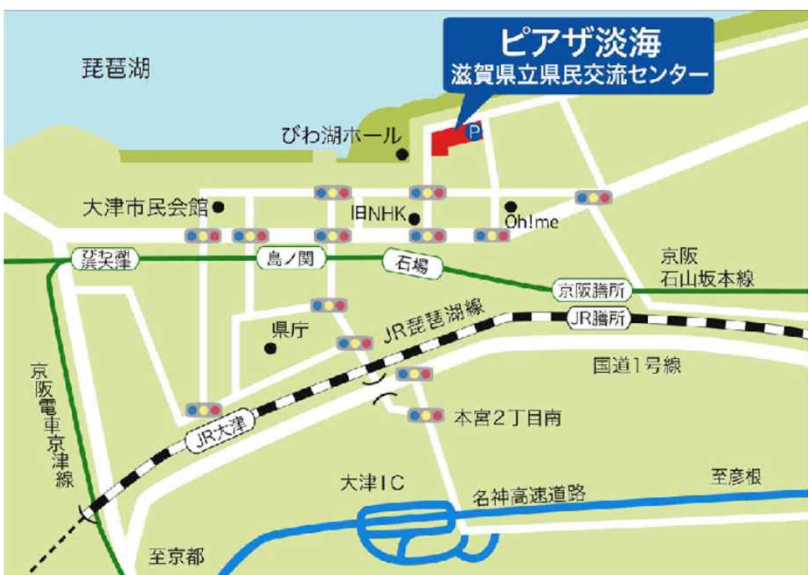 ピアザ淡海
滋賀県立県民交流センター
P
琵琶湖
びわ湖ホール
大津市民会館
旧NHK
Oh!me
びわ湖
浜大津
島ノ関
石場
京阪膳所
京阪
石山坂本線
JR膳所
JR琵琶湖線
県庁
国道1号線
京阪電車京津線
JR大津
本宮2丁目南
大津IC
名神高速道路
至彦根
至京都